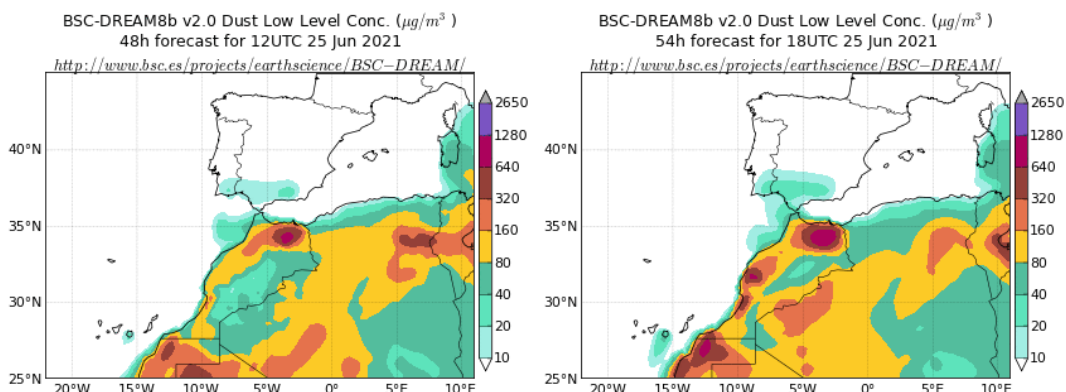 BSC-DREAM8b v2.0 Dust Low Level Conc. (μg/m³ )
48h forecast for 12UTC 25 Jun 2021
http://www.bsc.es/projects/earthscience/BSC−DREAM/
40°N
35°N
30°N
25°N
20°W
15°W
10°W
5°W
0°
5°E
10°E
2650
1280
640
320
160
80
40
20
10
BSC-DREAM8b v2.0 Dust Low Level Conc. (μg/m³ )
54h forecast for 18UTC 25 Jun 2021
http://www.bsc.es/projects/earthscience/BSC−DREAM/
40°N
35°N
30°N
25°N
20°W
15°W
10°W
5°W
0°
5°E
10°E
2650
1280
640
320
160
80
40
20
10